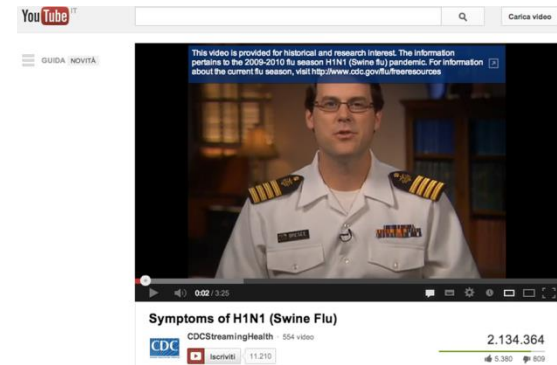 YouTube IT
Carica video
GUIDA NOVITÀ
This video is provided for historical and research interest. The information
pertains to the 2009-2010 flu season H1N1 (Swine flu) pandemic. For information
about the current flu season, visit http://www.cdc.gov/flu/freeresources
0:02 / 3:25
Symptoms of H1N1 (Swine Flu)
CDC
CDCStreamingHealth · 554 video
Iscriviti 11.210
2.134.364
5.380 809